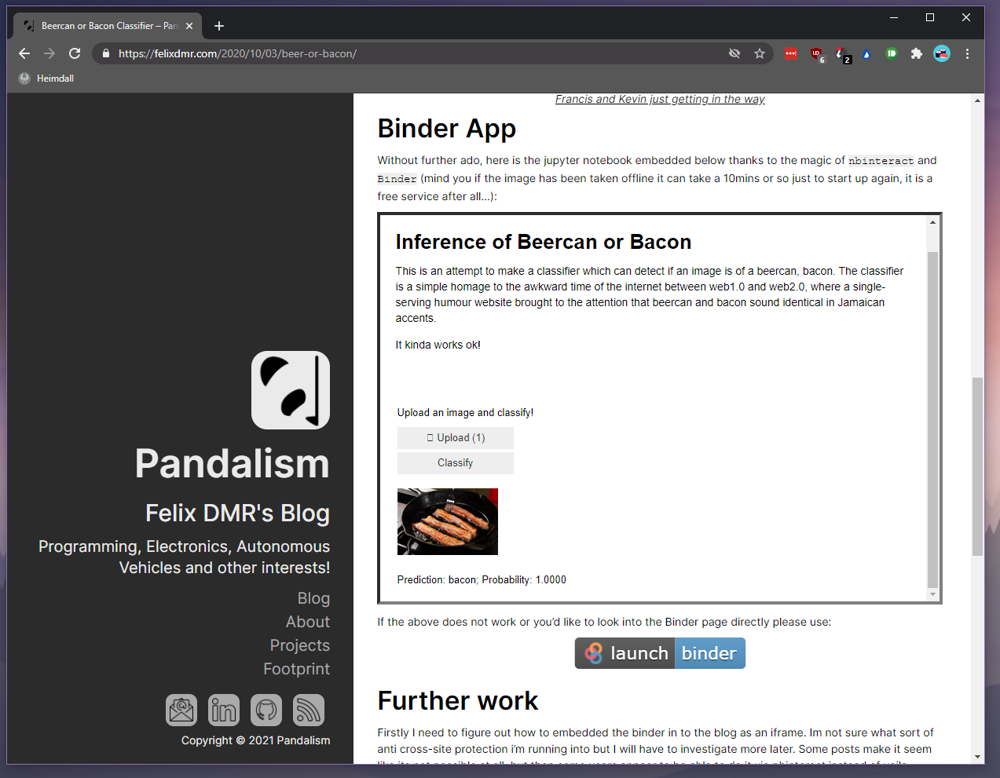 Beercan or Bacon Classifier – Pan
https://felixdmr.com/2020/10/03/beer-or-bacon/
6
2
Heimdall
Pandalism
Felix DMR's Blog
Programming, Electronics, Autonomous
Vehicles and other interests!
Blog
About
Projects
Footprint
Copyright © 2021 Pandalism
Francis and Kevin just getting in the way
Binder App
Without further ado, here is the jupyter notebook embedded below thanks to the magic of nbinteract and
Binder (mind you if the image has been taken offline it can take a 10mins or so just to start up again, it is a
free service after all...):
Inference of Beercan or Bacon
This is an attempt to make a classifier which can detect if an image is of a beercan, bacon. The classifier
is a simple homage to the awkward time of the internet between web1.0 and web2.0, where a single-
serving humour website brought to the attention that beercan and bacon sound identical in Jamaican
accents.
It kinda works ok!
Upload an image and classify!
Upload (1)
Classify
Prediction: bacon; Probability: 1.0000
If the above does not work or you'd like to look into the Binder page directly please use:
launch binder
Further work
Firstly I need to figure out how to embedded the binder in to the blog as an iframe. Im not sure what sort of
anti cross-site protection i'm running into but I will have to investigate more later. Some posts make it seem